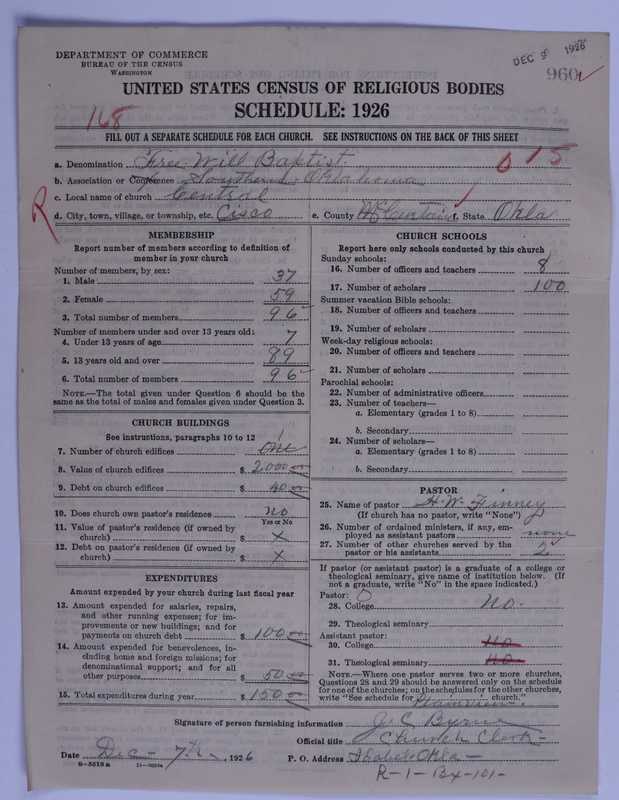 DEPARTMENT OF COMMERCE
BUREAU OF THE CENSUS
WASHINGTON
DEC 9 1926
960
UNITED STATES CENSUS OF RELIGIOUS BODIES
SCHEDULE: 1926
168
FILL OUT A SEPARATE SCHEDULE FOR EACH CHURCH. SEE INSTRUCTIONS ON THE BACK OF THIS SHEET
a. Denomination Free Will Baptist 015
b. Association or Conference Southeast Oklahoma
c. Local name of church Central
R
d. City, town, village, or township, etc. Cisco e. County McCurtain f. State Okla
MEMBERSHIP
Report number of members according to definition of
member in your church
Number of members, by sex:
1. Male 37
2. Female 59
3. Total number of members 96
Number of members under and over 13 years old:
4. Under 13 years of age 7
5. 13 years old and over 89
6. Total number of members 96
NOTE.—The total given under Question 6 should be
the same as the total of males and females given under Question 3.
CHURCH BUILDINGS
See instructions, paragraphs 10 to 12
7. Number of church edifices one 1
8. Value of church edifices $ 2,000 00
9. Debt on church edifices $ 40 00
10. Does church own pastor's residence No
Yes or No
11. Value of pastor's residence (if owned by
church) $ X
12. Debt on pastor's residence (if owned by
church) $ X
EXPENDITURES
Amount expended by your church during last fiscal year
13. Amount expended for salaries, repairs,
and other running expenses; for im-
provements or new buildings; and for
payments on church debt $ 100 00
14. Amount expended for benevolences, in-
cluding home and foreign missions; for
denominational support; and for all
other purposes $ 50 00
15. Total expenditures during year $ 150 00
CHURCH SCHOOLS
Report here only schools conducted by this church
Sunday schools:
16. Number of officers and teachers 8
17. Number of scholars 100
Summer vacation Bible schools:
18. Number of officers and teachers
19. Number of scholars
Week-day religious schools:
20. Number of officers and teachers
21. Number of scholars
Parochial schools:
22. Number of administrative officers
23. Number of teachers—
a. Elementary (grades 1 to 8)
b. Secondary
24. Number of scholars—
a. Elementary (grades 1 to 8)
b. Secondary
PASTOR
25. Name of pastor H. W. Finney
(If church has no pastor, write "None")
26. Number of ordained ministers, if any, em-
ployed as assistant pastors none
27. Number of other churches served by the
pastor or his assistants 2
If pastor (or assistant pastor) is a graduate of a college or
theological seminary, give name of institution below. (If
not a graduate, write "No" in the space indicated.)
Pastor: 0
28. College No.
29. Theological seminary
Assistant pastor:
30. College No
31. Theological seminary No
NOTE.—Where one pastor serves two or more churches,
Questions 28 and 29 should be answered only on the schedule
for one of the churches; on the schedules for the other churches,
write "See schedule for Plainview church."
Signature of person furnishing information J. C. Byrne
Official title Church Clerk
Date Dec - 7th, 1926 P. O. Address Idabel Okla
8—5518a 11—9034a R-1-Bx-101-